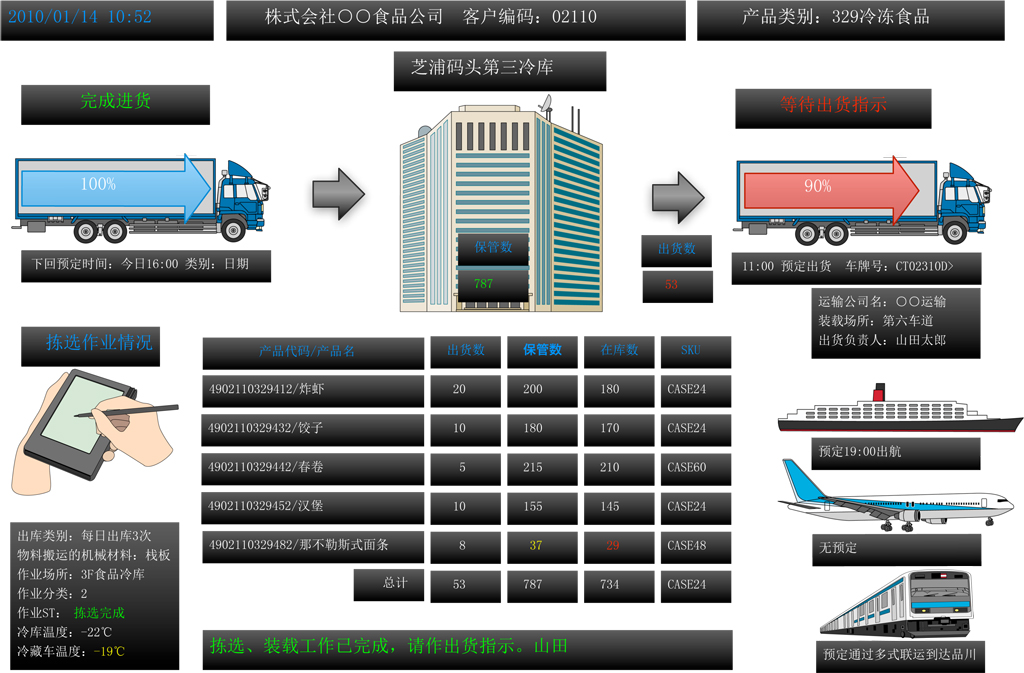 2010/01/14 10:52
株式会社〇〇食品公司 客户编码：02110
产品类别：329冷冻食品
芝浦码头第三冷库
完成进货
等待出货指示
100%
90%
保管数
787
出货数
53
下回预定时间：今日16:00 类别：日期
11:00 预定出货 车牌号：CT02310D>
运输公司名：〇〇运输
装载场所：第六车道
出货负责人：山田太郎
拣选作业情况
产品代码/产品名 出货数 保管数 在库数 SKU
4902110329412/炸虾 20 200 180 CASE24
4902110329432/饺子 10 180 170 CASE24
4902110329442/春卷 5 215 210 CASE60
4902110329452/汉堡 10 155 145 CASE24
4902110329482/那不勒斯式面条 8 37 29 CASE48
总计 53 787 734 CASE24
预定19:00出航
无预定
预定通过多式联运到达品川
出库类别：每日出库3次
物料搬运的机械材料：栈板
作业场所：3F食品冷库
作业分类：2
作业ST： 拣选完成
冷库温度：-22℃
冷藏车温度：-19℃
拣选、装载工作已完成，请作出货指示。山田